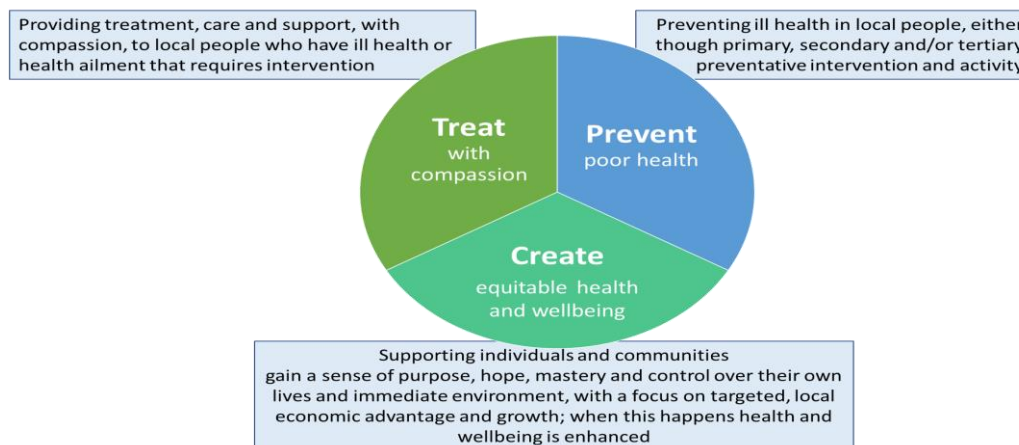 Providing treatment, care and support, with
compassion, to local people who have ill health or
health ailment that requires intervention
Preventing ill health in local people, either
though primary, secondary and/or tertiary
preventative intervention and activity
Treat
with
compassion
Prevent
poor health
Create
equitable health
and wellbeing
Supporting individuals and communities
gain a sense of purpose, hope, mastery and control over their own
lives and immediate environment, with a focus on targeted, local
economic advantage and growth; when this happens health and
wellbeing is enhanced